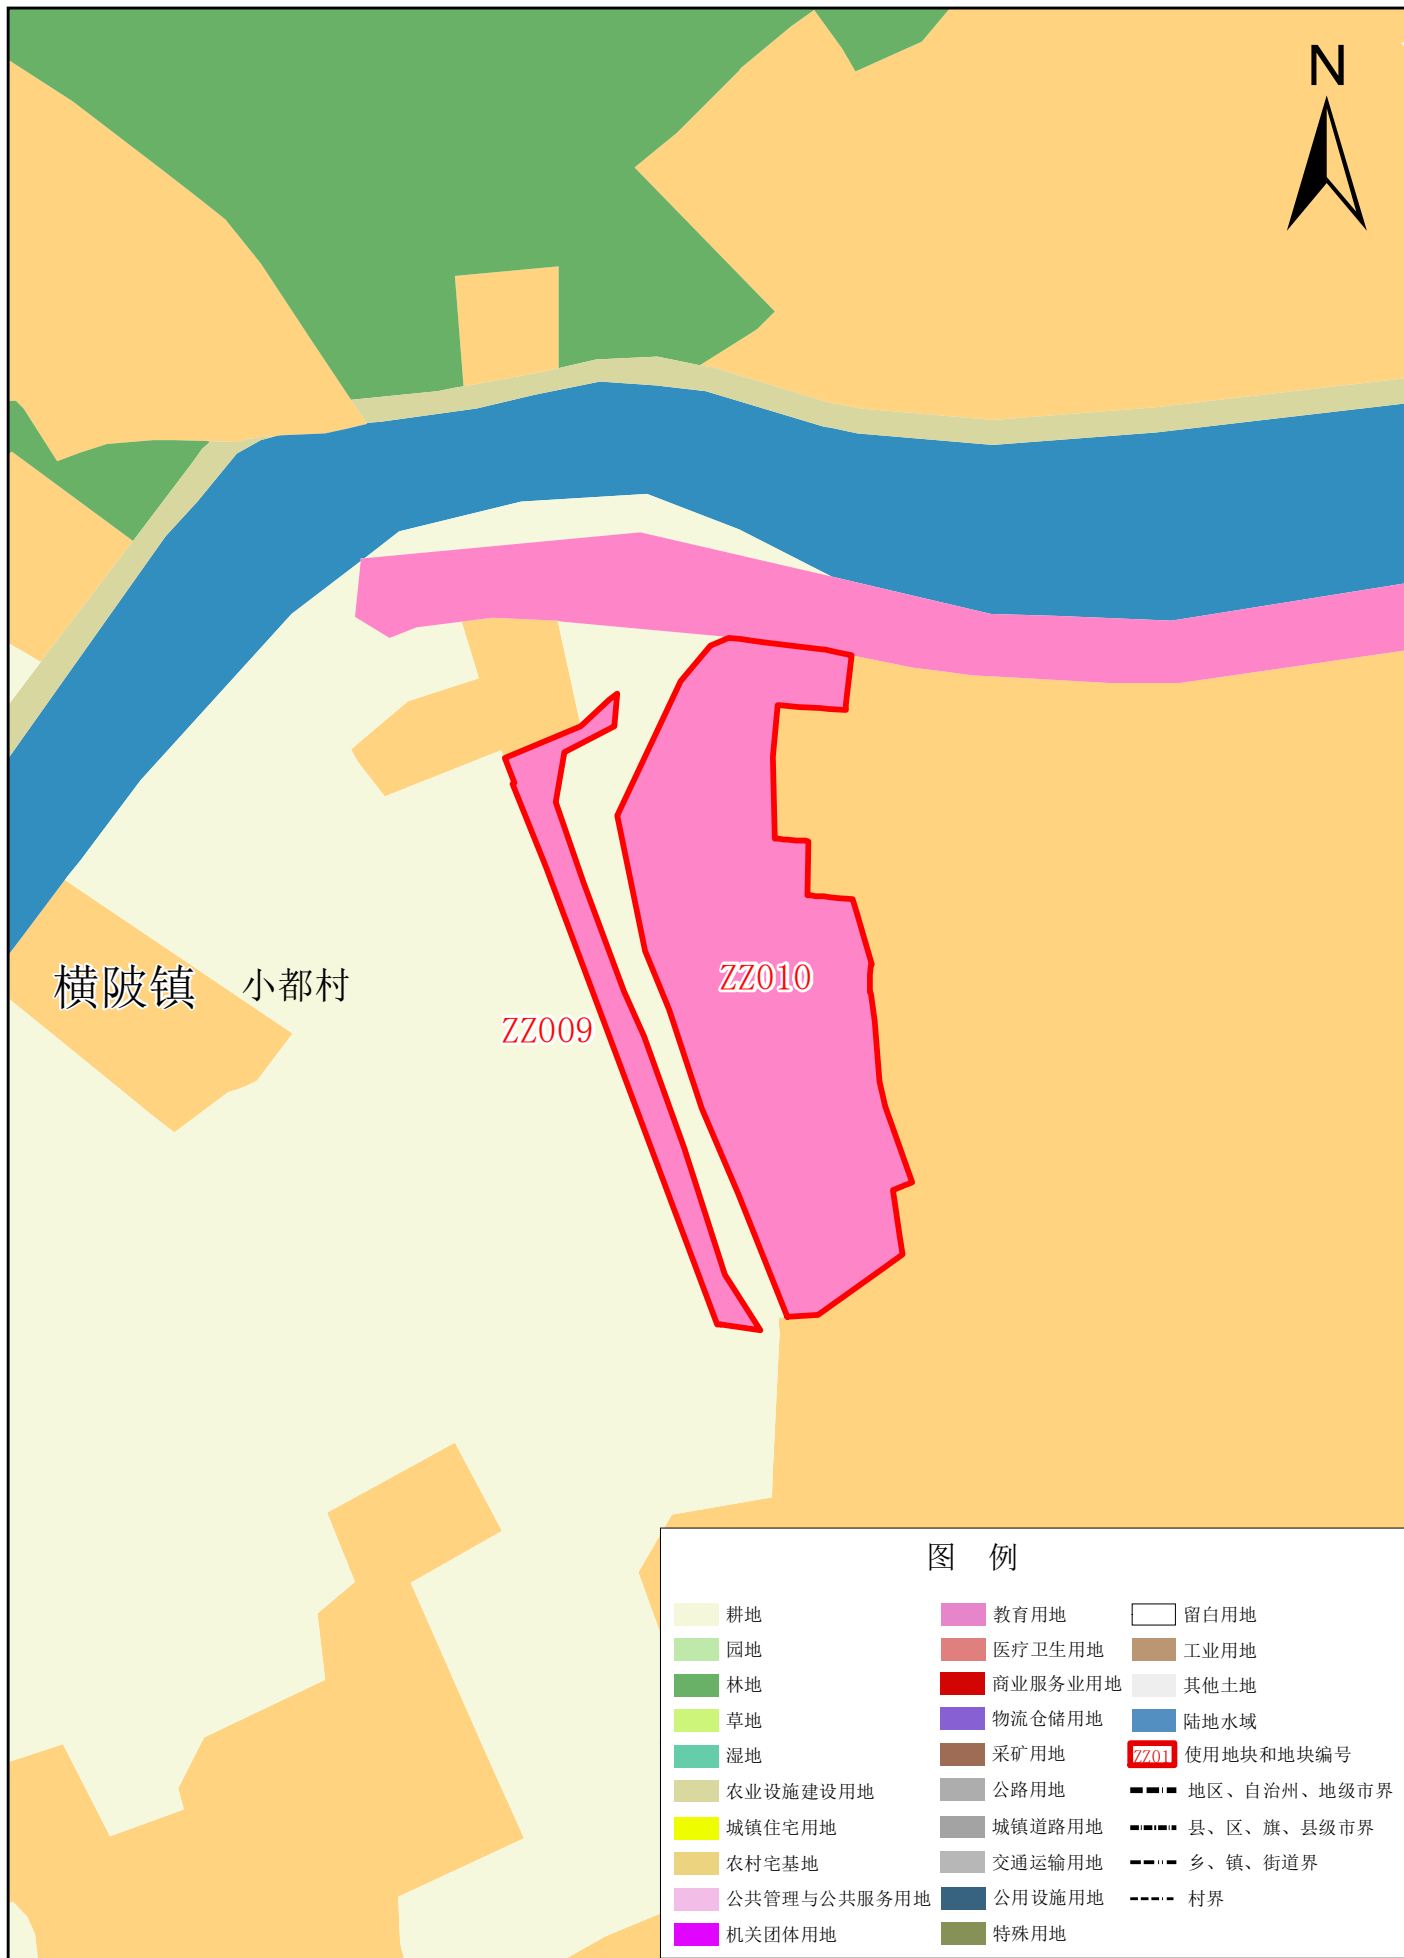 N
ZZ010
横陂镇 小都村
ZZ009
图 例
耕地
园地
林地
草地
湿地
农业设施建设用地
城镇住宅用地
农村宅基地
公共管理与公共服务用地
机关团体用地
教育用地
医疗卫生用地
商业服务业用地
物流仓储用地
采矿用地
公路用地
城镇道路用地
交通运输用地
公用设施用地
特殊用地
留白用地
工业用地
其他土地
陆地水域
ZZ01 使用地块和地块编号
地区、自治州、地级市界
县、区、旗、县级市界
乡、镇、街道界
村界